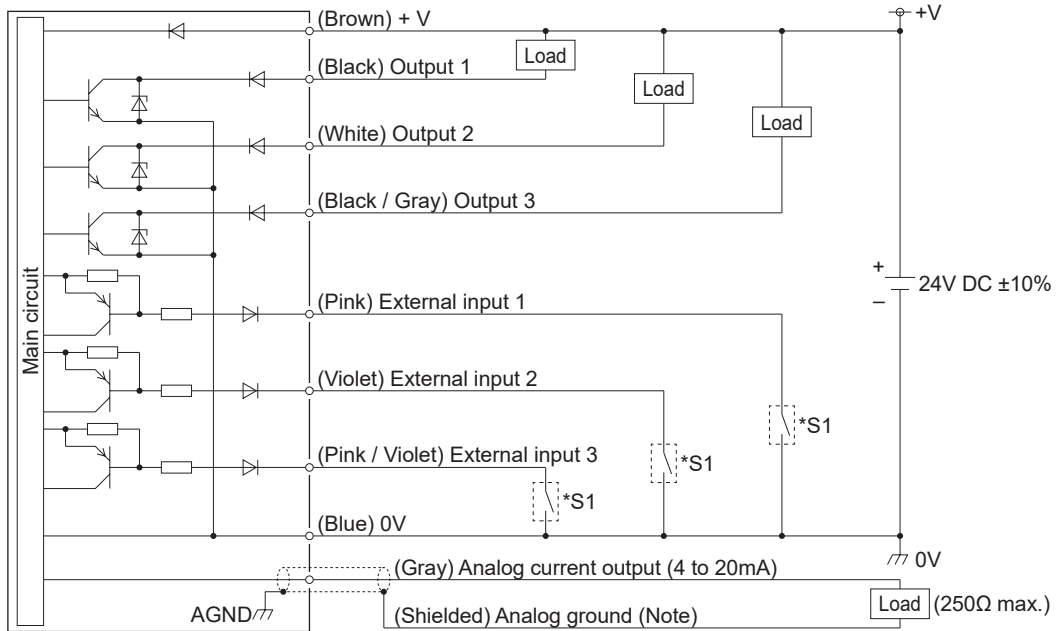 (Brown) + V
+V
Load
(Black) Output 1
Load
Load
(White) Output 2
(Black / Gray) Output 3
Main circuit
+
24V DC ±10%
–
(Pink) External input 1
(Violet) External input 2
*S1
(Pink / Violet) External input 3
*S1
*S1
(Blue) 0V
0V
(Gray) Analog current output (4 to 20mA)
Load (250Ω max.)
AGND
(Shielded) Analog ground (Note)